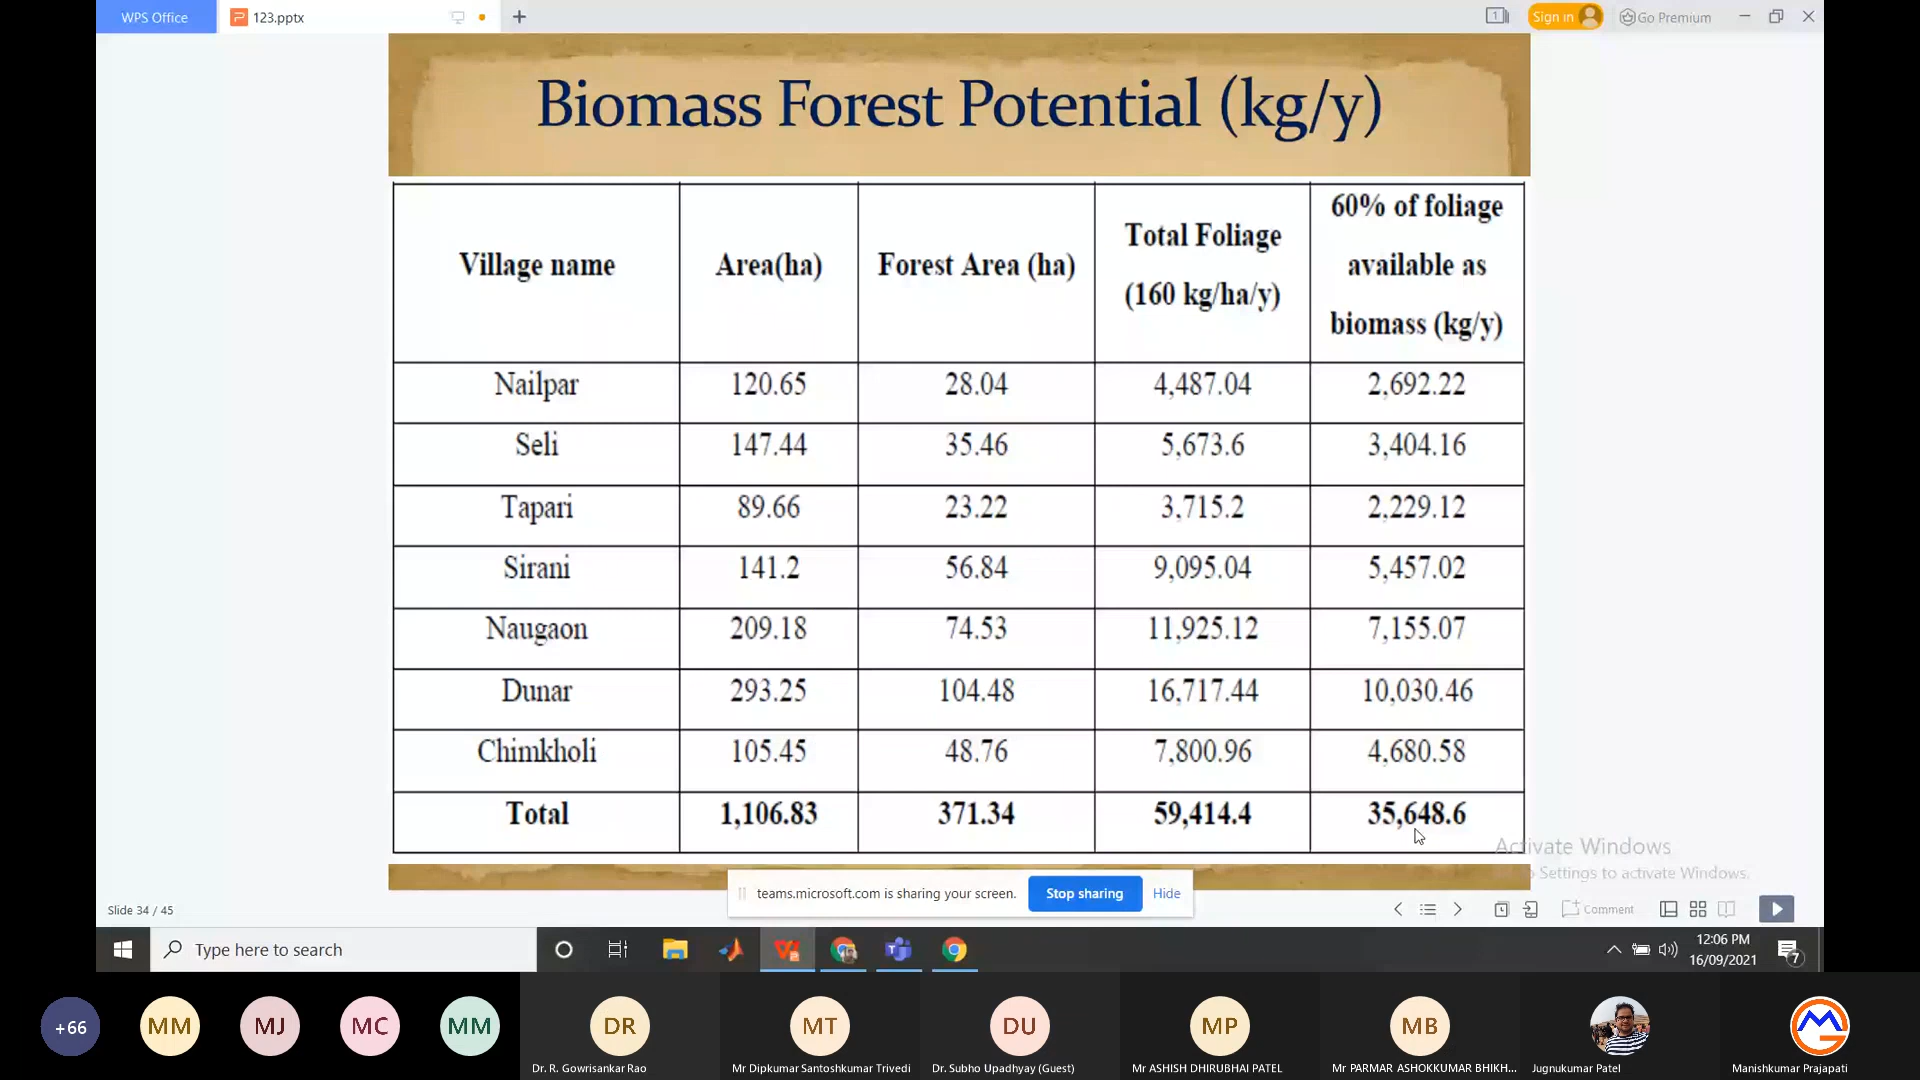 WPS Office
123.pptx
1
Sign in
Go Premium
Biomass Forest Potential (kg/y)
Village name
Area(ha)
Forest Area (ha)
Total Foliage
(160 kg/ha/y)
60% of foliage
available as
biomass (kg/y)
Nailpar 120.65 28.04 4,487.04 2,692.22
Seli 147.44 35.46 5,673.6 3,404.16
Tapari 89.66 23.22 3,715.2 2,229.12
Sirani 141.2 56.84 9,095.04 5,457.02
Naugaon 209.18 74.53 11,925.12 7,155.07
Dunar 293.25 104.48 16,717.44 10,030.46
Chimkholi 105.45 48.76 7,800.96 4,680.58
Total 1,106.83 371.34 59,414.4 35,648.6
Activate Windows
Settings to activate Windows.
teams.microsoft.com is sharing your screen.
Stop sharing
Hide
Slide 34 / 45
Comment
Type here to search
12:06 PM
16/09/2021
7
+66
MM
MJ
MC
MM
DR
MT
DU
MP
MB
Dr. R. Gowrisankar Rao
Mr Dipkumar Santoshkumar Trivedi
Dr. Subho Upadhyay (Guest)
Mr ASHISH DHIRUBHAI PATEL
Mr PARMAR ASHOKKUMAR BHIKH...
Jugnukumar Patel
Manishkumar Prajapati